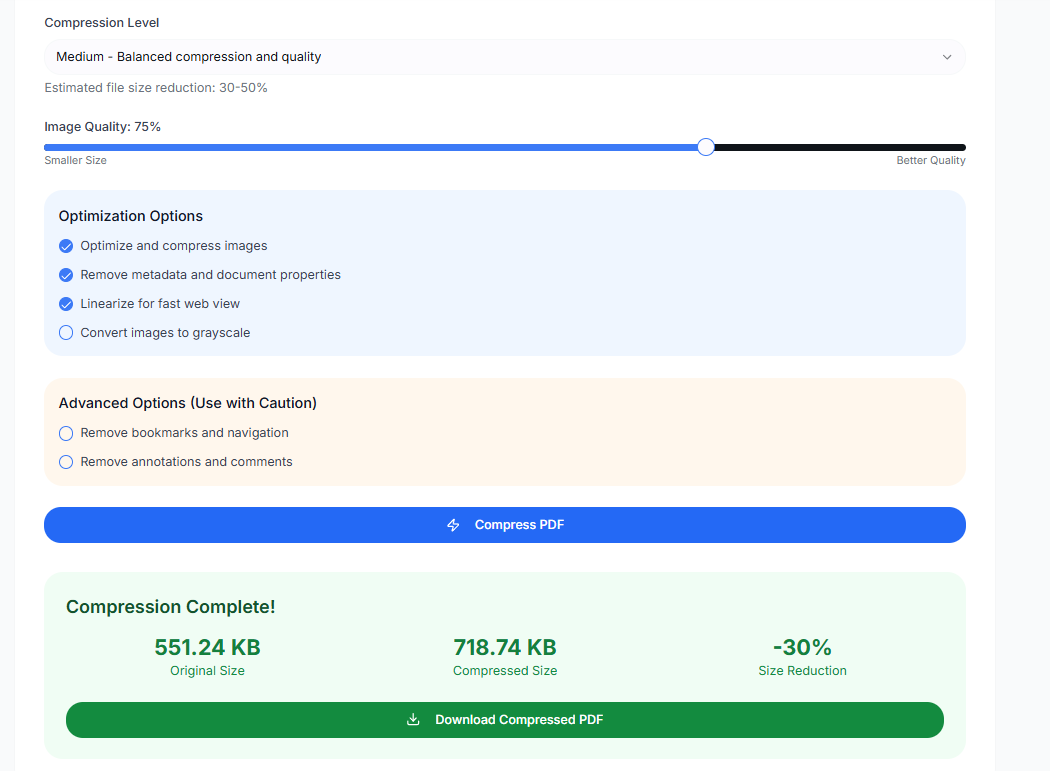 Compression Level
Medium - Balanced compression and quality
Estimated file size reduction: 30-50%
Image Quality: 75%
Smaller Size Better Quality
Optimization Options
Optimize and compress images
Remove metadata and document properties
Linearize for fast web view
Convert images to grayscale
Advanced Options (Use with Caution)
Remove bookmarks and navigation
Remove annotations and comments
Compress PDF
Compression Complete!
551.24 KB 718.74 KB -30%
Original Size Compressed Size Size Reduction
Download Compressed PDF